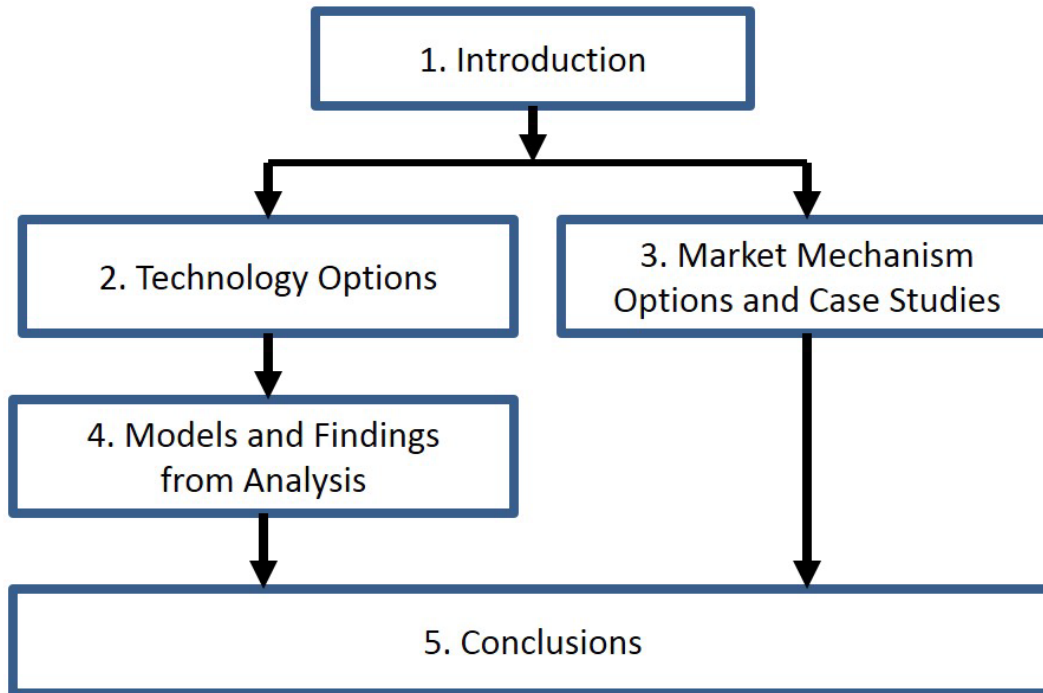 1. Introduction
2. Technology Options
3. Market Mechanism
Options and Case Studies
4. Models and Findings
from Analysis
5. Conclusions